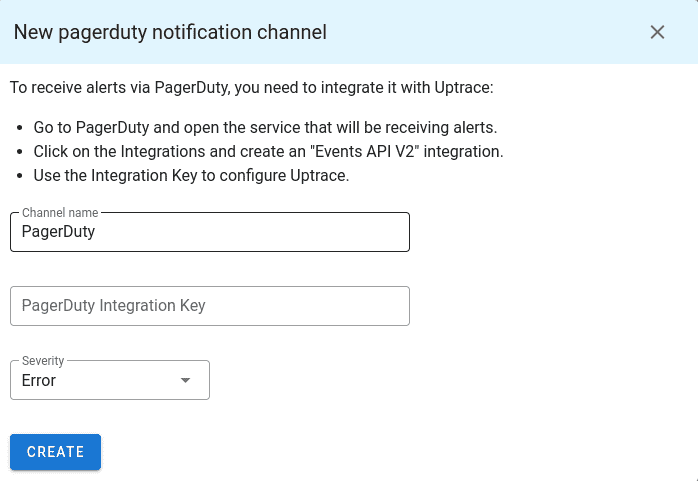 New pagerduty notification channel
To receive alerts via PagerDuty, you need to integrate it with Uptrace:
Go to PagerDuty and open the service that will be receiving alerts.
Click on the Integrations and create an "Events API V2" integration.
Use the Integration Key to configure Uptrace.
Channel name
PagerDuty
PagerDuty Integration Key
Severity
Error
CREATE